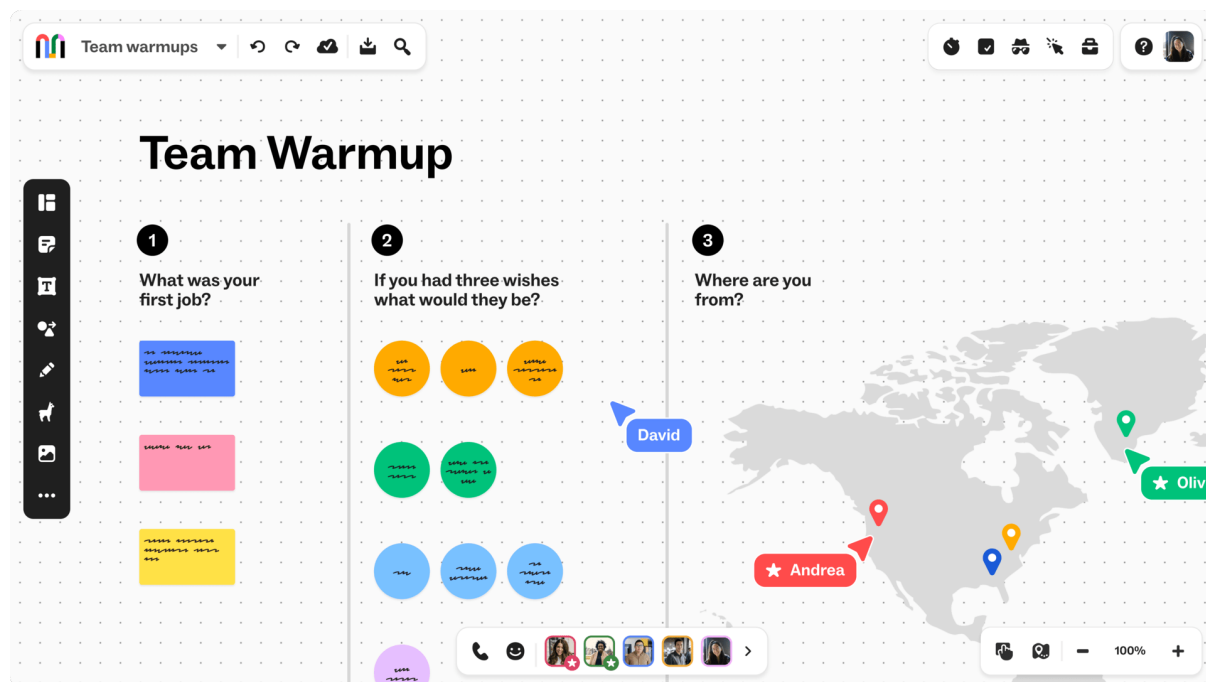 Team warmups
Team Warmup
1
What was your
first job?
2
If you had three wishes
what would they be?
3
Where are you
from?
David
Andrea
Oliv
100%